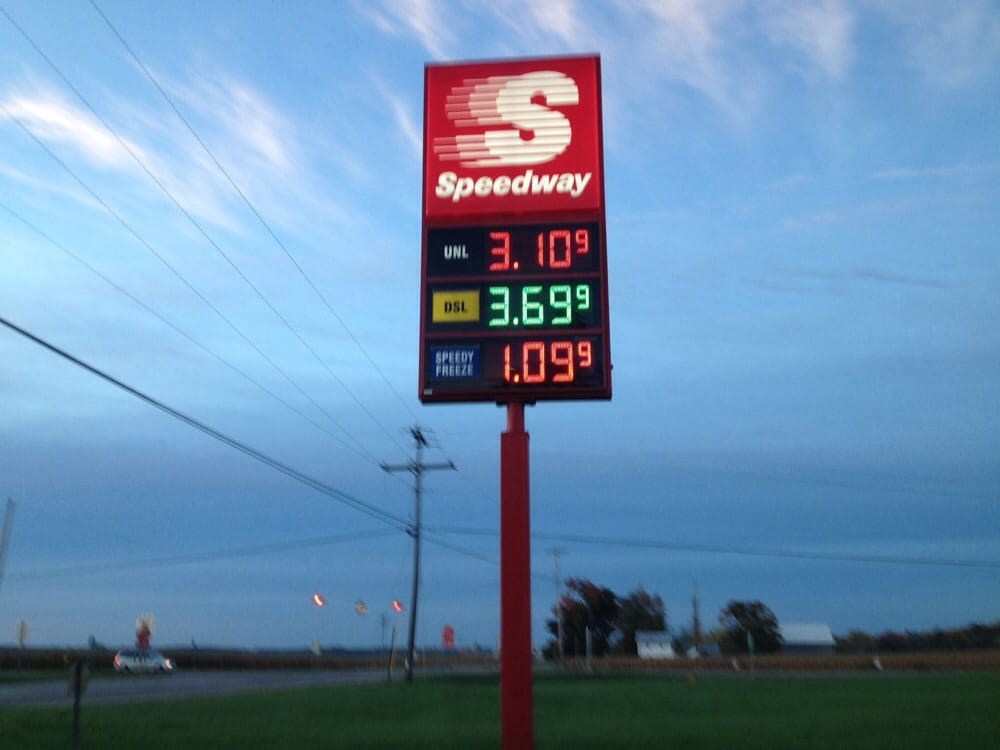 S
Speedway
UNL 3.10⁹
DSL 3.69⁹
SPEEDY FREEZE 1.09⁹